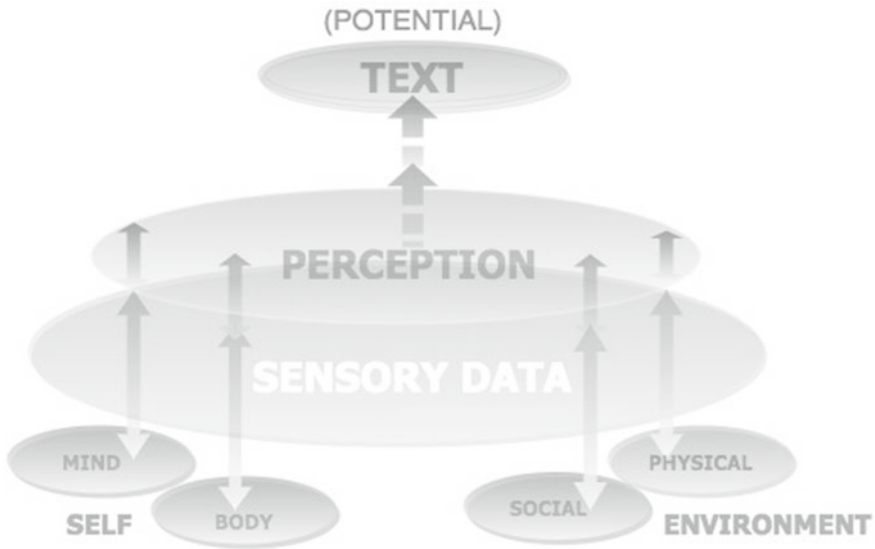 (POTENTIAL)
TEXT
PERCEPTION
SENSORY DATA
MIND
PHYSICAL
SELF
BODY
SOCIAL
ENVIRONMENT